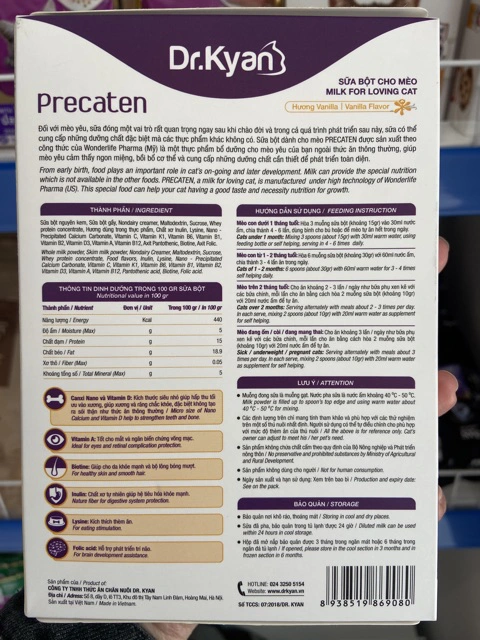 Dr.Kyan
SỮA BỘT CHO MÈO
MILK FOR LOVING CAT
Precaten
Hương Vanilla | Vanilla Flavor
Đối với mèo yêu, sữa đóng một vai trò rất quan trọng ngay sau khi chào đời và trong cả quá trình phát triển sau này, sữa có thể
cung cấp những dưỡng chất đặc biệt mà các thực phẩm khác không có. Sữa bột dành cho mèo PRECATEN được sản xuất theo
công thức của Wonderlife Pharma (Mỹ) là một thực phẩm bổ dưỡng cho mèo yêu của bạn ngoài thức ăn thông thường, giúp
mèo yêu cảm thấy ngon miệng, bồi bổ cơ thể và cung cấp những dưỡng chất cần thiết để phát triển toàn diện.
From early birth, food plays an important role in cat's on-going and later development. Milk can provide the special nutrition
which is not available in the other foods. PRECATEN, a milk for loving cat, is manufactured under high technology of Wonderlife
Pharma (US). This special food can help your cat having a good taste and necessity nutrition for growth.
THÀNH PHẦN / INGREDIENT
Sữa bột nguyên kem, Sữa bột gầy, Nondary creamer, Maltodextrin, Sucrose, Whey
protein concentrate, Hương dùng trong thực phẩm, Chất sơ Inulin, Lysine, Nano -
Precipitated Calcium Carbonate, Vitamin C, Vitamin K1, Vitamin B6, Vitamin B1,
Vitamin B2, Vitamin D3, Vitamin A, Vitamin B12, Axit Pantothenic, Biotine, Axit Folic.
Whole milk powder, Skim milk powder, Nondary Creamer, Maltodextrin, Sucrose,
Whey protein concentrate, Food flavors, Inulin, Lysine, Nano - Precipitated
Calcium Carbonate, Vitamin C, Vitamin K1, Vitamin B6, Vitamin B1, Vitamin B2,
Vitamin D3, Vitamin A, Vitamin B12, Pantothenic acid, Biotine, Folic acid.
THÔNG TIN DINH DƯỠNG TRONG 100 GR SỮA BỘT
Nutritional value in 100 gr
Thành phần / Nutrition Đơn vị / Unit Trong 100 gr / in 100 gr
Năng lượng / Energy Kcal 440
Độ ẩm / Moisture (Max) g 5
Chất đạm / Protein g 15
Chất béo / Fat g 18.9
Xơ thô / Fiber (Max) g 0.05
Khoáng tổng số / Total Mineral (Max) g 5
Canxi Nano và Vitamin D: Kích thước siêu nhỏ giúp hấp thu tối
ưu vào xương, giúp xương và răng chắc khỏe, đặc biệt không tạo
ra sỏi thận như thức ăn thông thường / Micro size of Nano
Calcium and Vitamin D help to strengthen teeth and bone.
Vitamin A: Tốt cho mắt và ngăn biến chứng võng mạc.
Ideal for eyes and retinal complication protection.
Biotine: Giúp cho da khỏe mạnh và bộ lông bóng mượt.
For healthy skin and smooth hair.
Inulin: Chất xơ tự nhiên giúp hệ tiêu hóa khỏe mạnh.
Nature fiber for digestive system protection.
Lysine: Kích thích thèm ăn.
For eating stimulation.
Folic acid: Hỗ trợ phát triển trí não.
For brain development assistance.
Sản phẩm của / Product of:
CÔNG TY TNHH THỨC ĂN CHĂN NUÔI DR. KYAN
Địa chỉ / Adress: Số 8, dãy D, lô TT3, Khu đô thị Tây Nam Linh Đàm, Hoàng Mai, Hà Nội.
Sản xuất tại Việt Nam / Made in Vietnam.
HƯỚNG DẪN SỬ DỤNG / FEEDING INSTRUCTION
Mèo con dưới 1 tháng tuổi: Hòa 3 muỗng sữa bột (khoảng 15gr) vào 30ml nước
ấm, chia thành 4 - 6 lần, dùng bình cho bú hoặc để mèo tự ăn hết trong ngày.
Cats under 1 month: Mixing 3 spoons (about 15gr) with 30ml warm water, using
feeding bottle or self helping, serving in 4 - 6 times daily.
Mèo con từ 1 - 2 tháng tuổi: Hòa 6 muỗng sữa bột (khoảng 30gr) với 60ml nước ấm,
chia thành 3 - 4 lần ăn trong ngày.
Cats of 1 - 2 months: 6 spoons (about 30gr) with 60ml warm water for 3 - 4 times
self helping daily.
Mèo trên 2 tháng tuổi: Cho ăn khoảng 2 - 3 lần / ngày như bữa phụ xen kẽ với
các bữa chính, mỗi lần cho ăn bằng cách hòa 2 muỗng sữa bột (khoảng 10gr) với
20ml nước ấm để tự ăn.
Cats over 2 months: Serving alternately with meals about 2 - 3 times per day.
In each serve, mixing 2 spoons (about 10gr) with 20ml warm water as supplement
for self helping.
Mèo đang ốm / còi / đang mang thai: Cho ăn khoảng 3 lần / ngày như bữa phụ
xen kẽ với các bữa chính, mỗi lần cho ăn bằng cách hòa 2 muỗng sữa bột
(khoảng 10gr) với 20ml nước ấm để tự ăn.
Sick / underweight / pregnant cats: Serving alternately with meals about 3
times per day. In each serve, mixing 2 spoons (about 10gr) with 20ml warm water
as supplement for self helping.
LƯU Ý / ATTENTION
• Muỗng đong sữa là muỗng gạt. Nước pha sữa là nước ấm khoảng 40 °C - 50 °C.
Milk powder is filled up to spoon's top edge and using warm water about
40 °C - 50 °C for mixing.
• Các định lượng trên chỉ mang tính tham khảo và phù hợp với các thử nghiệm
trên một số thú nuôi nhất định. Người sử dụng có thể tự điều chỉnh cho phù hợp
với mức độ thèm ăn của thú nuôi / All the above is for reference only. Cat's
owner can adjust to meet his / her pet's need.
• Sản phẩm không chứa chất cấm theo qui định của Bộ Nông nghiệp và Phát triển
nông thôn / No preservative and prohibited substances by Ministry of Agricultural
and Rural Development.
• Sản phẩm không dùng cho người / Not for human consumption.
• Ngày sản xuất và hạn sử dụng: Xem trên bao bì / Production and expiry date:
See on the pack.
BẢO QUẢN / STORAGE
• Bảo quản nơi khô ráo, thoáng mát / Storing in cool and dry places.
• Sữa đã pha, bảo quản trong tủ lạnh được 24 giờ / Diluted milk can be used
within 24 hours in cool storage.
• Hộp đã mở nắp bảo quản được 3 tháng trong ngăn mát hoặc 6 tháng trong
ngăn đá tủ lạnh / If opened, please store in the cool section in 3 months and in
frozen section in 6 months.
HOTLINE: 024 3250 5154
Website: www.drkyan.vn
Số TCCS: 07:2018/DR. KYAN
8 938519 869080